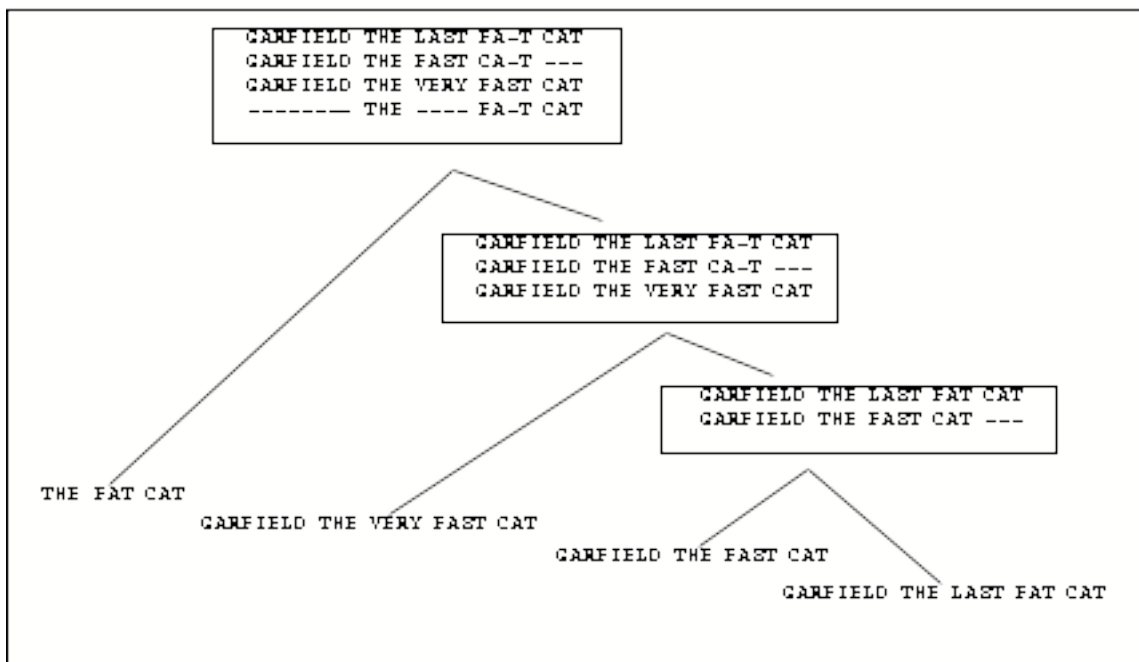 GARFIELD THE LAST FA-T CAT
GARFIELD THE FAST CA-T ---
GARFIELD THE VERY FAST CAT
-------- THE ---- FA-T CAT
GARFIELD THE LAST FA-T CAT
GARFIELD THE FAST CA-T ---
GARFIELD THE VERY FAST CAT
GARFIELD THE LAST FAT CAT
GARFIELD THE FAST CAT ---
THE FAT CAT
GARFIELD THE VERY FAST CAT
GARFIELD THE FAST CAT
GARFIELD THE LAST FAT CAT